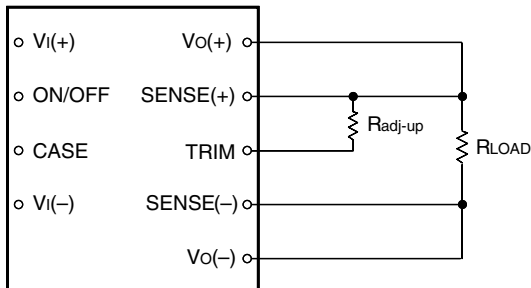 VI(+)
VO(+)
ON/OFF
SENSE(+)
Radj-up
CASE
TRIM
RLOAD
VI(–)
SENSE(–)
VO(–)